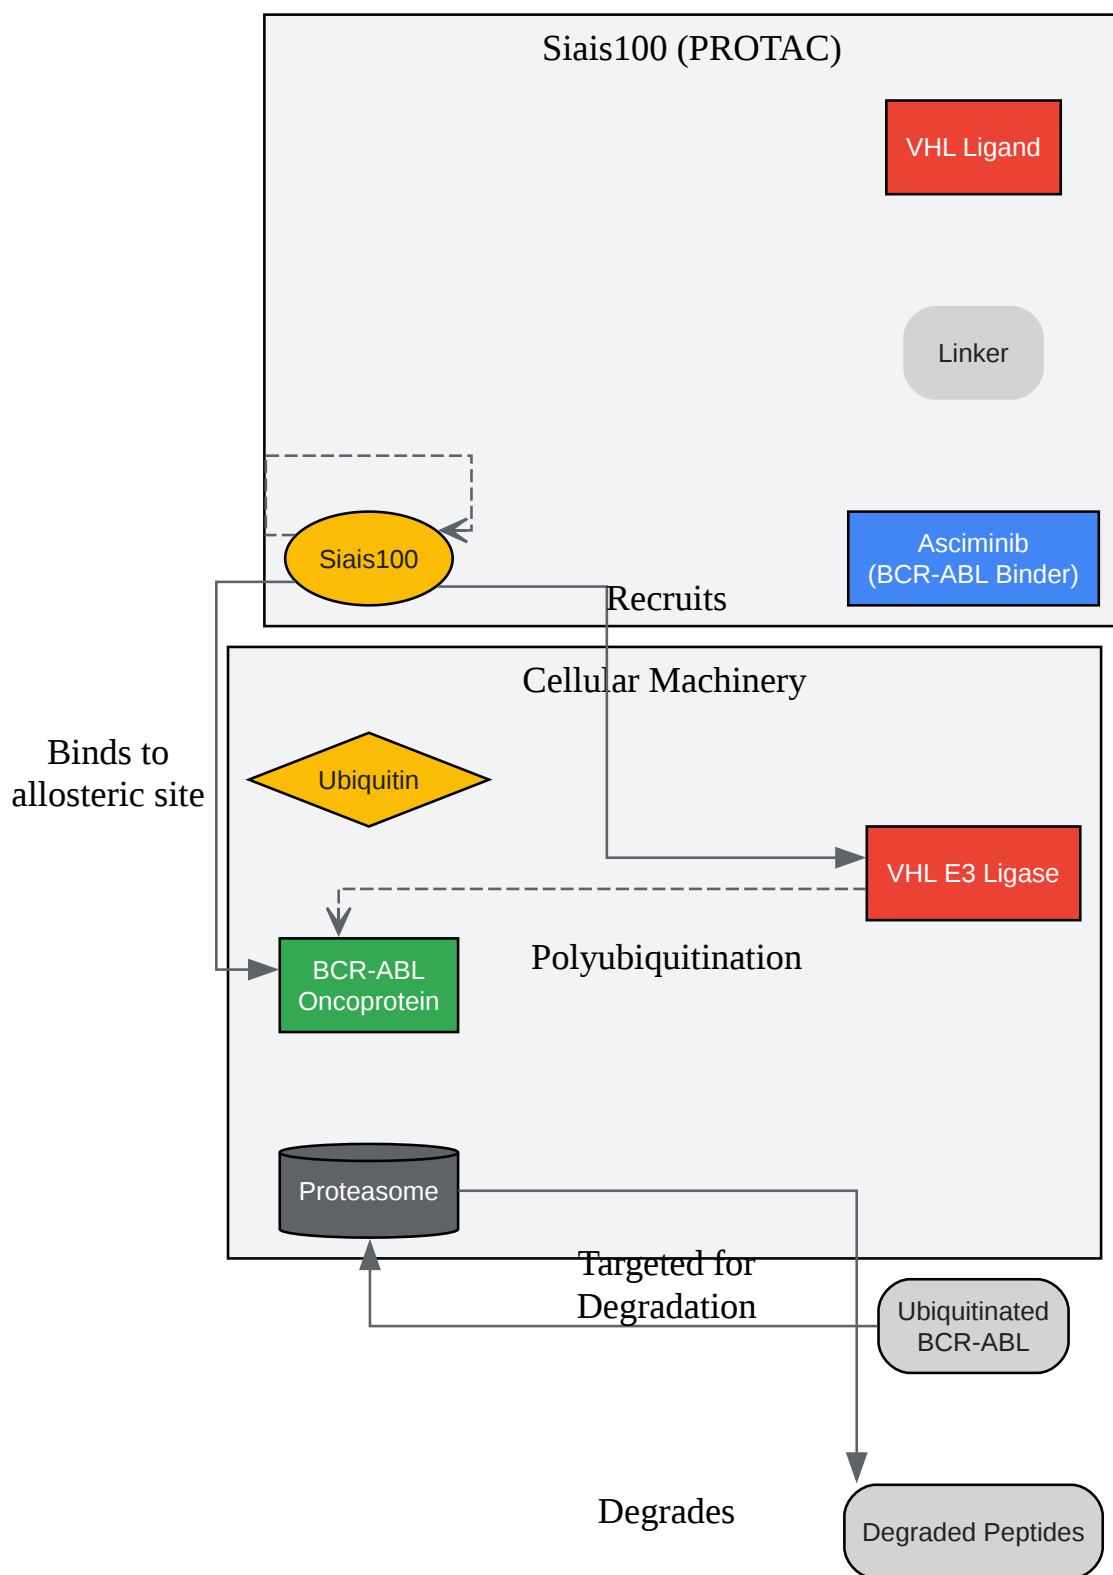 Siais100 (PROTAC)
VHL Ligand
Linker
Siais100
Asciminib
(BCR-ABL Binder)
Recruits
Cellular Machinery
Binds to
allosteric site
Ubiquitin
VHL E3 Ligase
Polyubiquitination
BCR-ABL
Oncoprotein
Proteasome
Targeted for
Degradation
Ubiquitinated
BCR-ABL
Degrades
Degraded Peptides